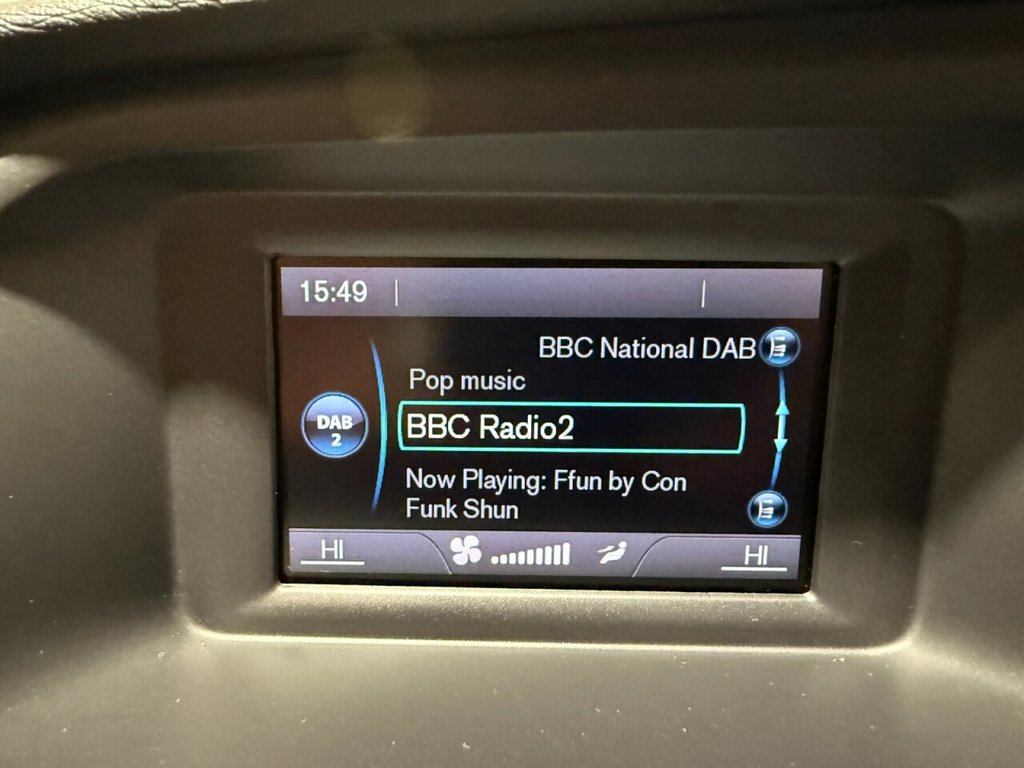 15:49
BBC National DAB
Pop music
DAB
2
BBC Radio2
Now Playing: Ffun by Con
Funk Shun
HI
HI